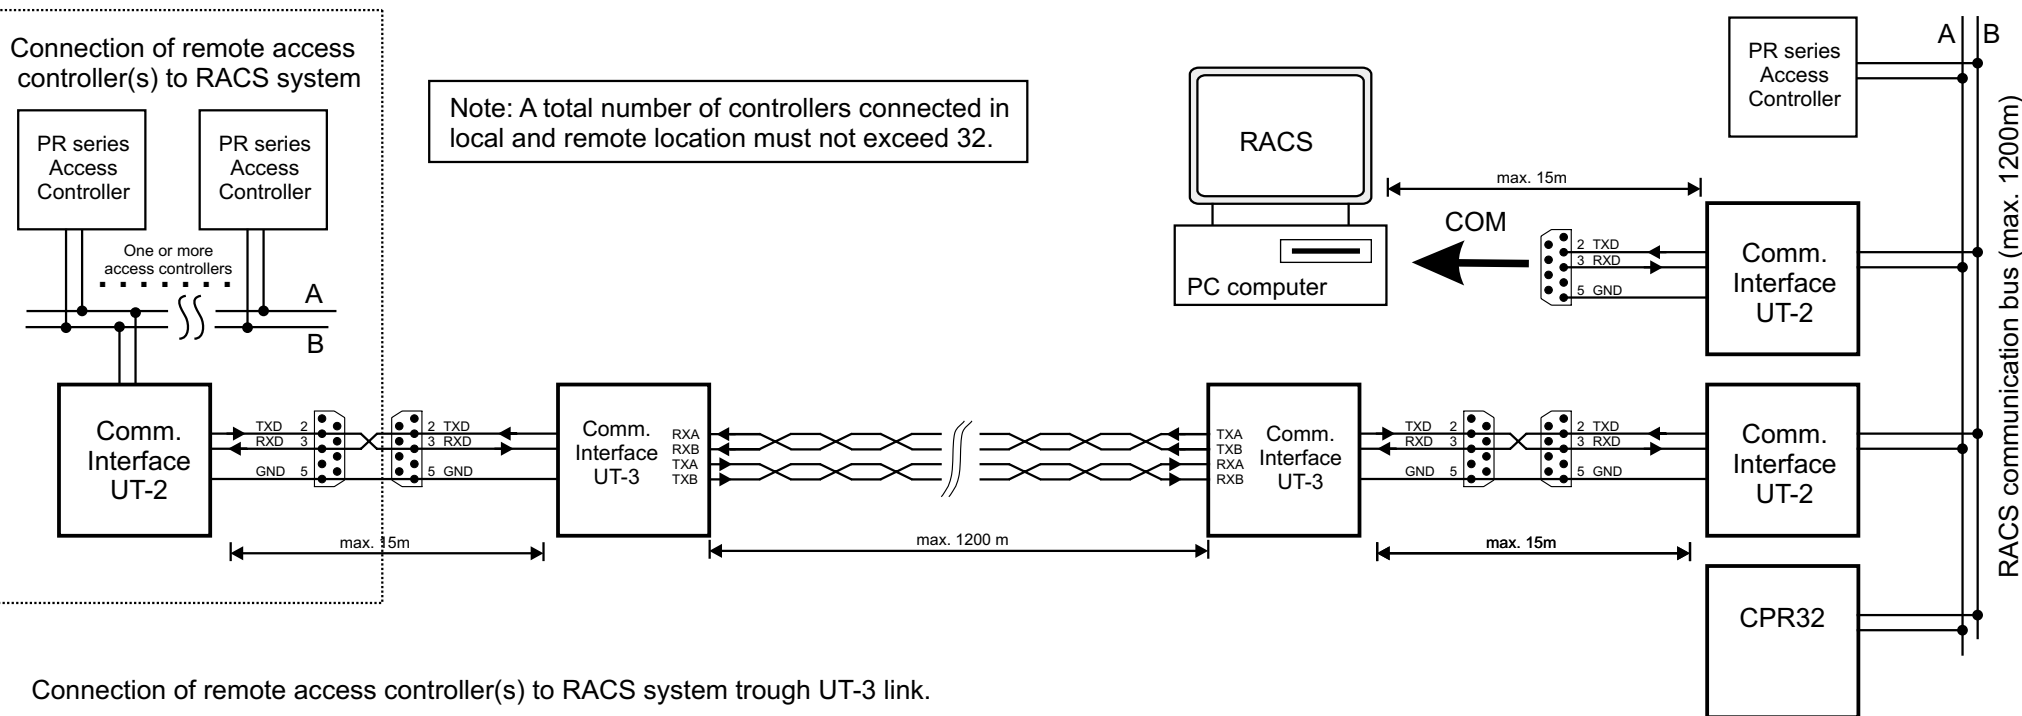 Connection of remote access
controller(s) to RACS system
PR series
Access
Controller
PR series
Access
Controller
One or more
access controllers
A
B
Comm.
Interface
UT-2
TXD 2
RXD 3
GND 5
2 TXD
3 RXD
5 GND
max. 15m
Note: A total number of controllers connected in
local and remote location must not exceed 32.
Comm.
Interface
UT-3
RXA
RXB
TXA
TXB
max. 1200 m
TXA
TXB
RXA
RXB
Comm.
Interface
UT-3
TXD 2
RXD 3
GND 5
2 TXD
3 RXD
5 GND
max. 15m
Comm.
Interface
UT-2
RACS
PC computer
COM
max. 15m
2 TXD
3 RXD
5 GND
Comm.
Interface
UT-2
PR series
Access
Controller
A
B
RACS communication bus (max. 1200m)
CPR32
Connection of remote access controller(s) to RACS system trough UT-3 link.